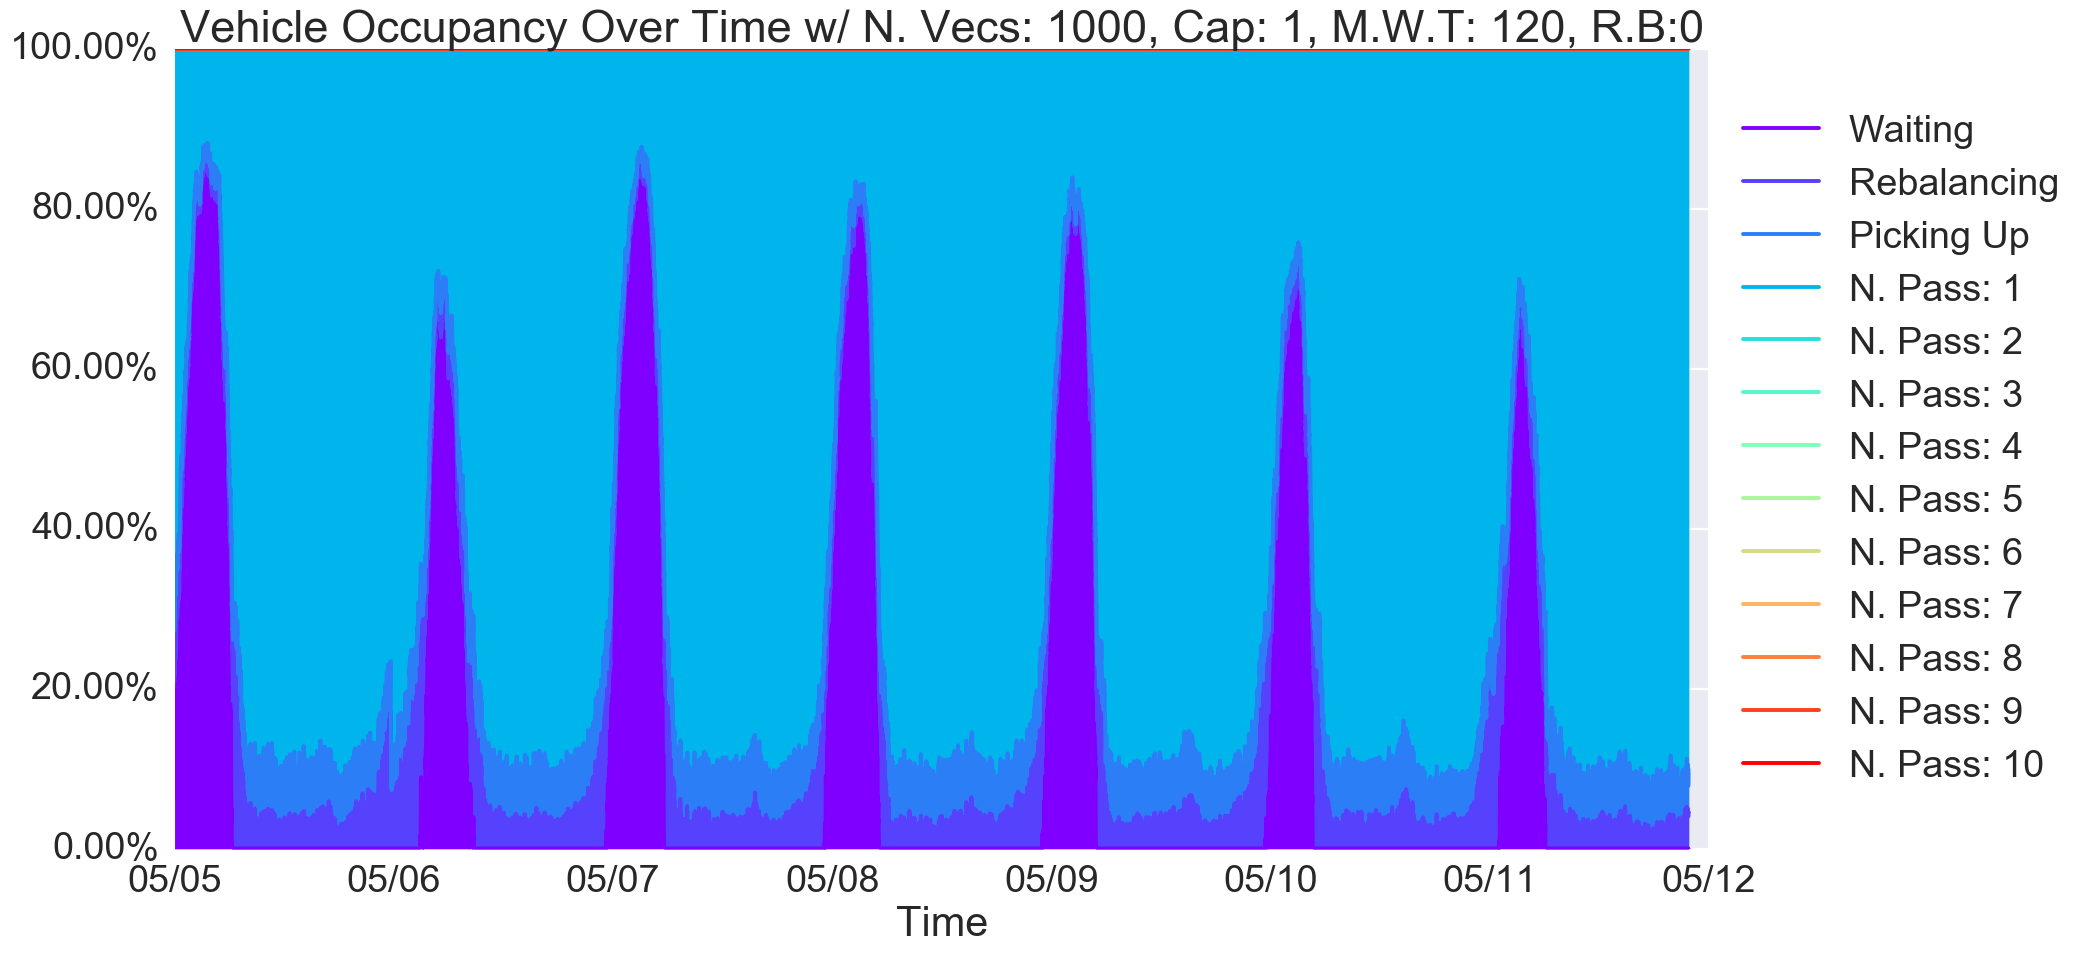 Vehicle Occupancy Over Time w/ N. Vecs: 1000, Cap: 1, M.W.T: 120, R.B:0
100.00%
80.00%
60.00%
40.00%
20.00%
0.00%
05/05 05/06 05/07 05/08 05/09 05/10 05/11 05/12
Time
Waiting
Rebalancing
Picking Up
N. Pass: 1
N. Pass: 2
N. Pass: 3
N. Pass: 4
N. Pass: 5
N. Pass: 6
N. Pass: 7
N. Pass: 8
N. Pass: 9
N. Pass: 10